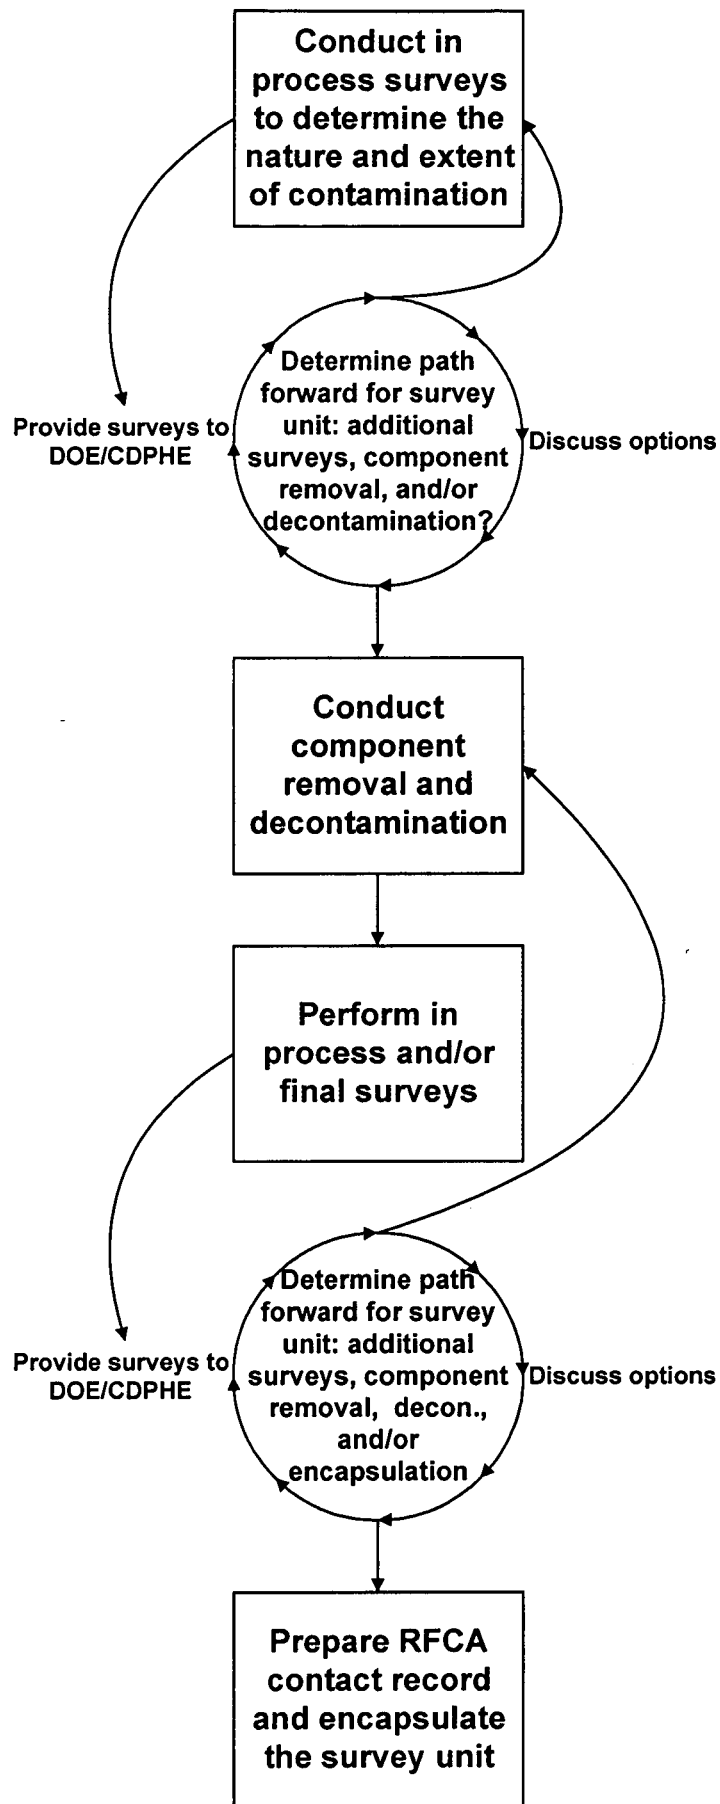 Conduct in
process surveys
to determine the
nature and extent
of contamination
Determine path
forward for survey
unit: additional
surveys, component
removal, and/or
decontamination?
Provide surveys to
DOE/CDPHE
Discuss options
Conduct
component
removal and
decontamination
Perform in
process and/or
final surveys
Determine path
forward for survey
unit: additional
surveys, component
removal, decon.,
and/or
encapsulation
Provide surveys to
DOE/CDPHE
Discuss options
Prepare RFCA
contact record
and encapsulate
the survey unit